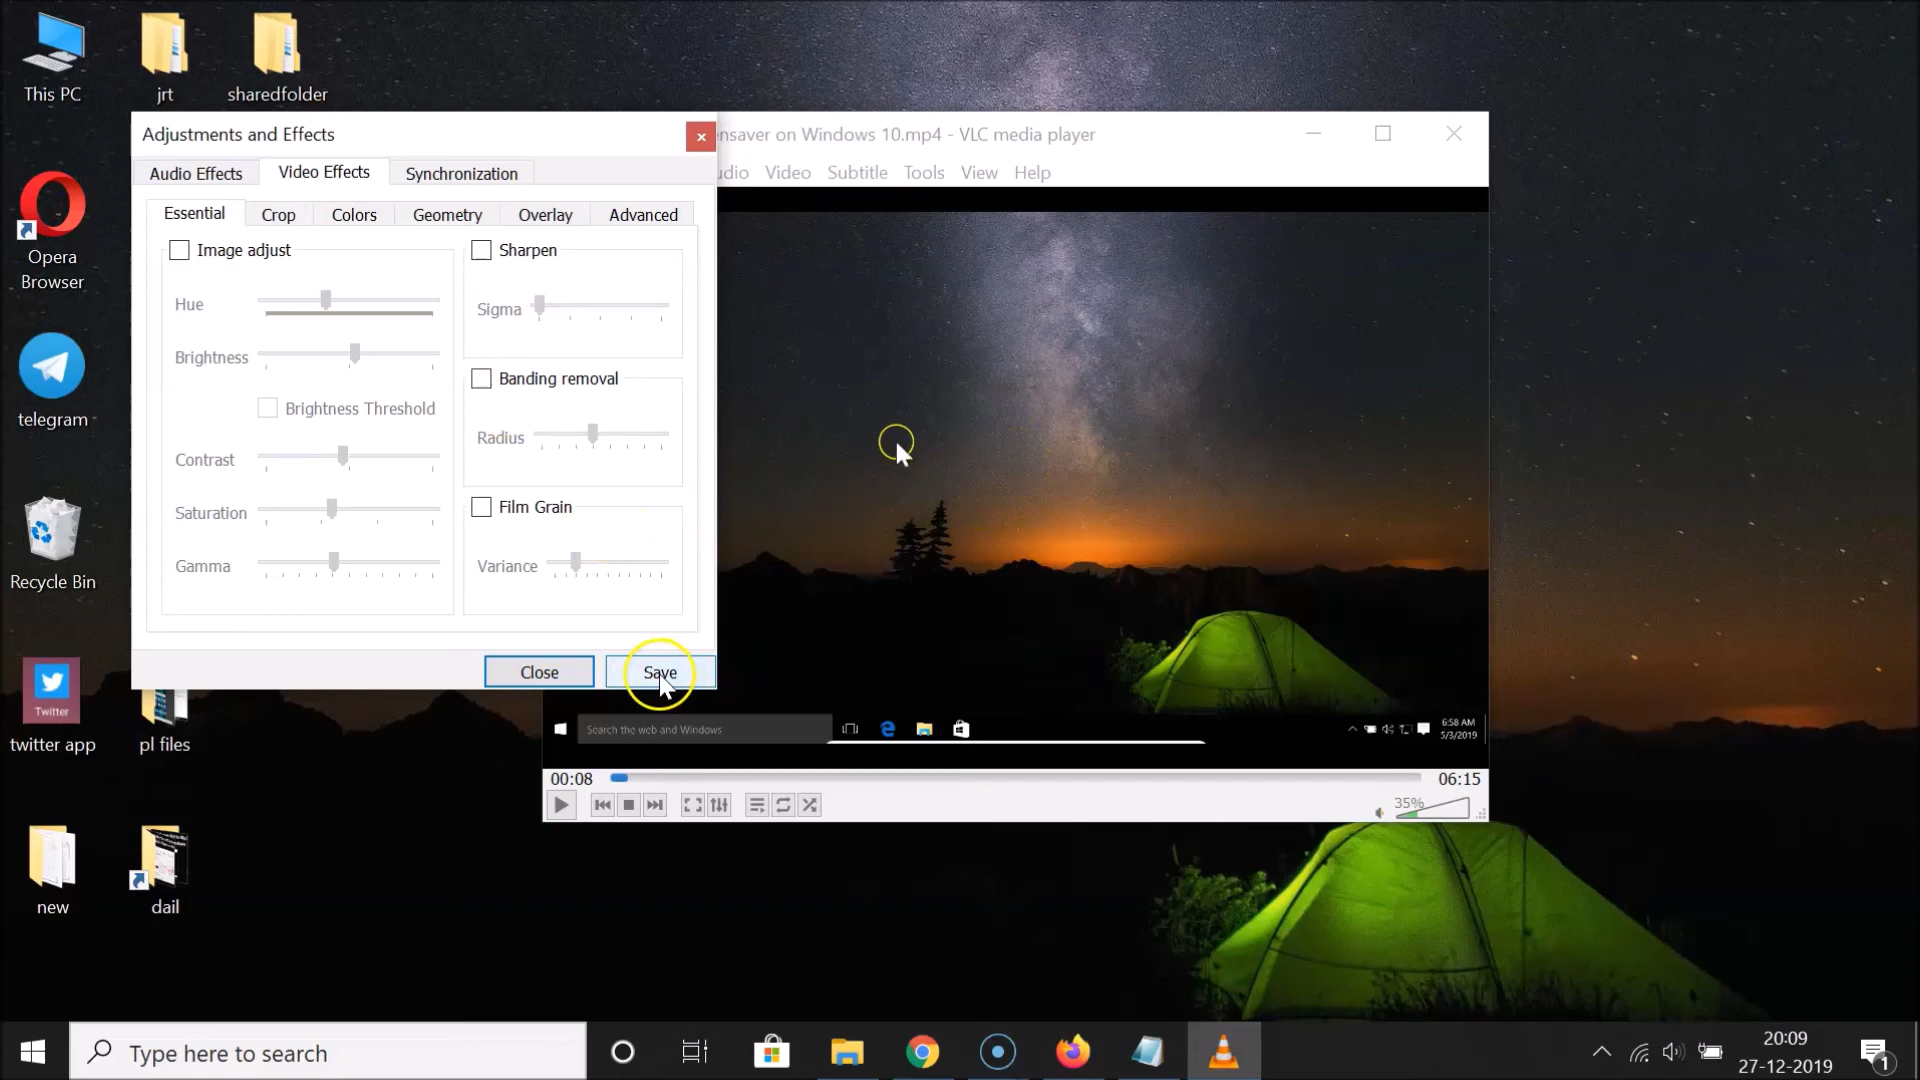 This PC
jrt
sharedfolder
Opera
Browser
telegram
Recycle Bin
Twitter
twitter app
pl files
new
dail
Adjustments and Effects
x
ensaver on Windows 10.mp4 - VLC media player
Audio Effects
Video Effects
Synchronization
udio
Video
Subtitle
Tools
View
Help
Essential
Crop
Colors
Geometry
Overlay
Advanced
Image adjust
Hue
Brightness
Brightness Threshold
Contrast
Saturation
Gamma
Sharpen
Sigma
Banding removal
Radius
Film Grain
Variance
Close
Save
Search the web and Windows
6:58 AM
5/3/2019
00:08
06:15
35%
Type here to search
20:09
27-12-2019
1